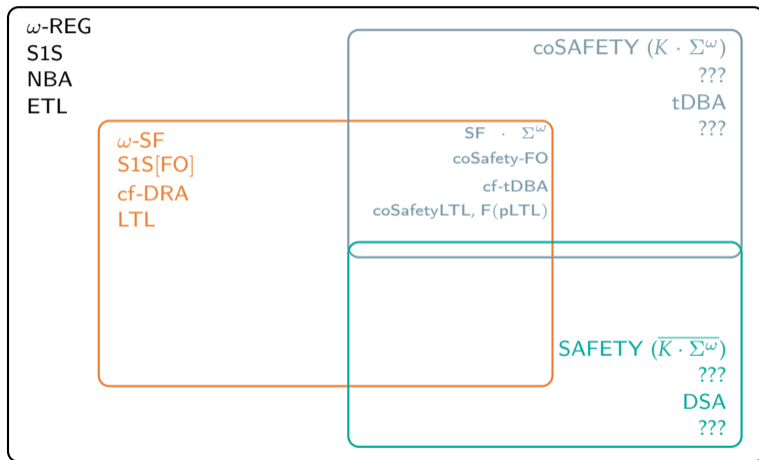 ω-REG
S1S
NBA
ETL
coSAFETY (K · Σ^ω)
???
tDBA
???
ω-SF
S1S[FO]
cf-DRA
LTL
SF · Σ^ω
coSafety-FO
cf-tDBA
coSafetyLTL, F(pLTL)
SAFETY (\overline{K · Σ^ω})
???
DSA
???